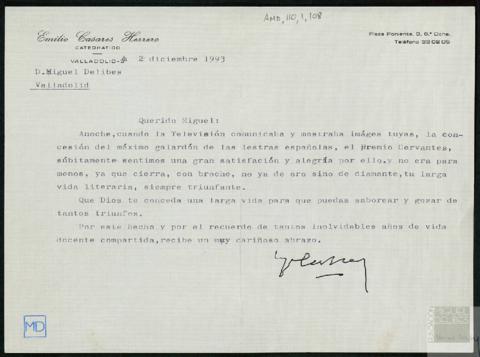 AMD, 110, 1, 108
Emilio Casares Herrero
CATEDRATICO
VALLADOLID-4
Plaza Poniente, 3, 6.º Dcha.
Teléfono 33 09 05
2 diciembre 1993
D.Miguel Delibes
Valladolid
Querido Miguel:
Anoche,cuando la Televisión comunicaba y mostraba imáges tuyas, la con-
cesión del máximo galardón de las lestras españolas, el Premio Cervantes,
súbitamente sentimos una gran satisfacción y alegría por ello,y no era para
menos, ya que cierra, con broche, no ya de oro sino de diamante,tu larga
vida literaria, siempre triunfante.
Que Dios te conceda una larga vida para que puedas saborear y gozar de
tantos triunfos.
Por este hecho,y por el recuerdo de tantos inolvidables años de vida
docente compartida,recibe un muy cariñoso abrazo.
MD